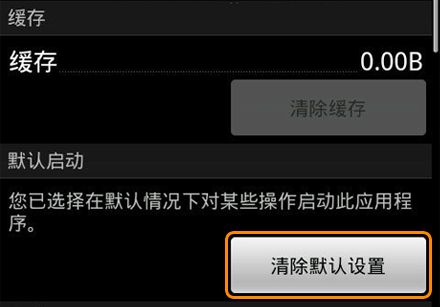 缓存
缓存 0.00B
清除缓存
默认启动
您已选择在默认情况下对某些操作启动此应用程
序。
清除默认设置